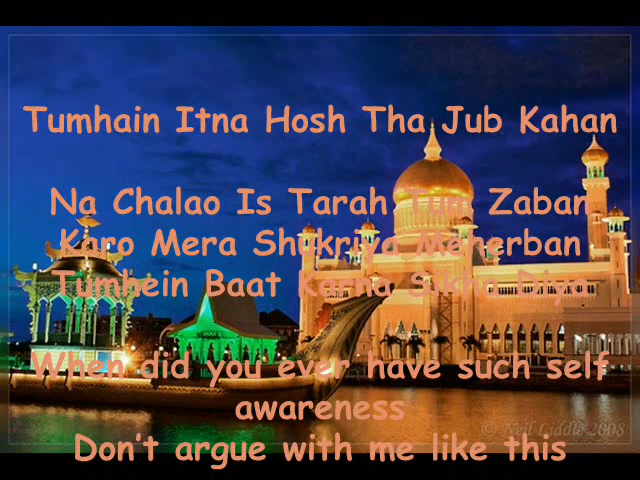 Tumhain Itna Hosh Tha Jub Kahan
Na Chalao Is Tarah Tum Zaban
Karo Mera Shukriya Meherban
Tumhein Baat Karna Sikha Diya
When did you ever have such self
awareness
Don't argue with me like this
© Neil Liddle 2008